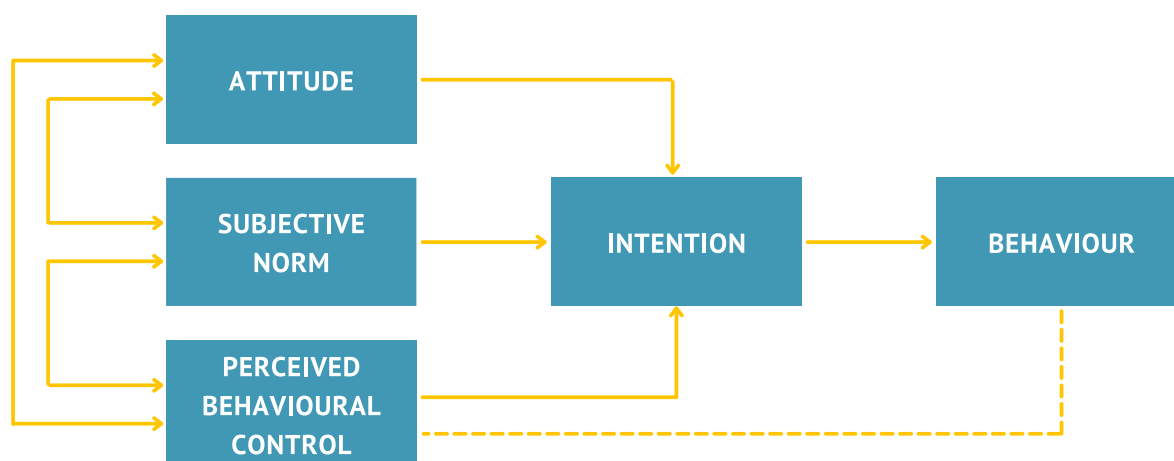 ATTITUDE
SUBJECTIVE
NORM
INTENTION
BEHAVIOUR
PERCEIVED
BEHAVIOURAL
CONTROL